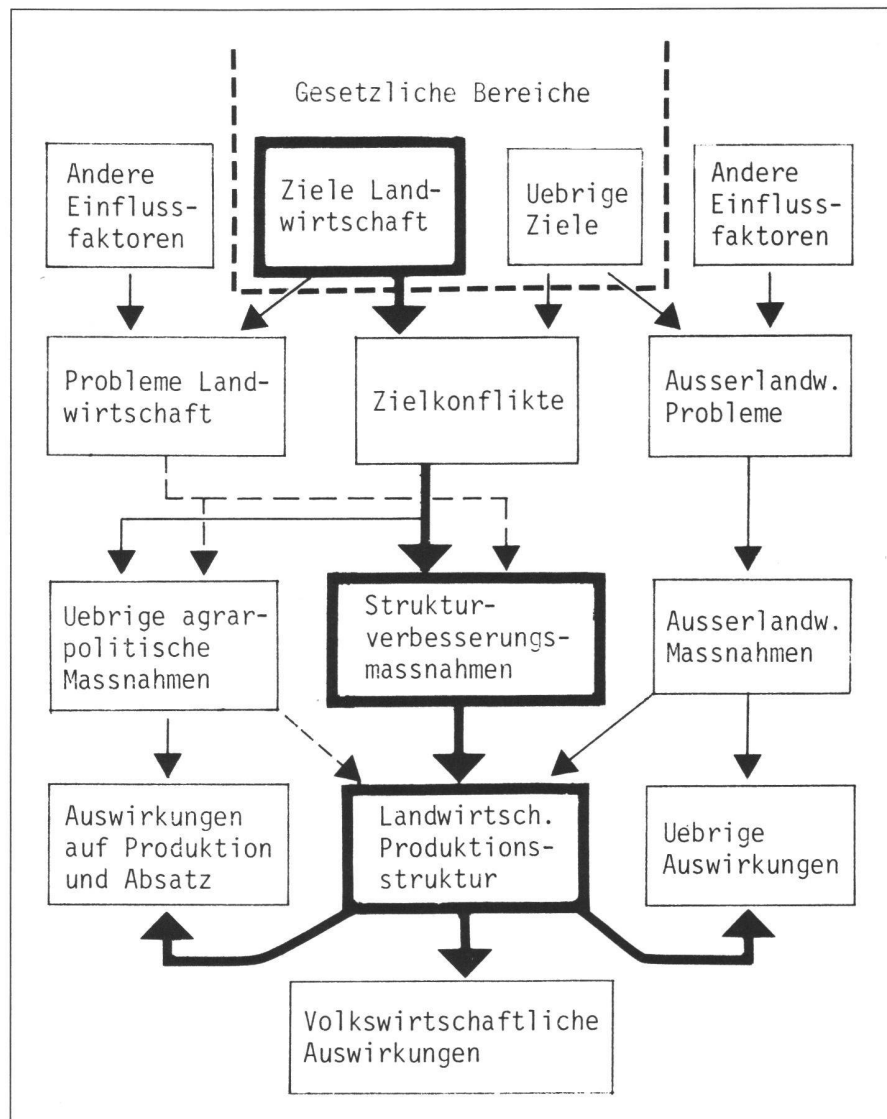 Gesetzliche Bereiche
Andere
Einfluss-
faktoren
Ziele Land-
wirtschaft
Uebrige
Ziele
Andere
Einfluss-
faktoren
Probleme Land-
wirtschaft
Zielkonflikte
Ausserlandw.
Probleme
Uebrige agrar-
politische
Massnahmen
Struktur-
verbesserungs-
massnahmen
Ausserlandw.
Massnahmen
Auswirkungen
auf Produktion
und Absatz
Landwirtsch.
Produktions-
struktur
Uebrige
Auswirkungen
Volkswirtschaftliche
Auswirkungen